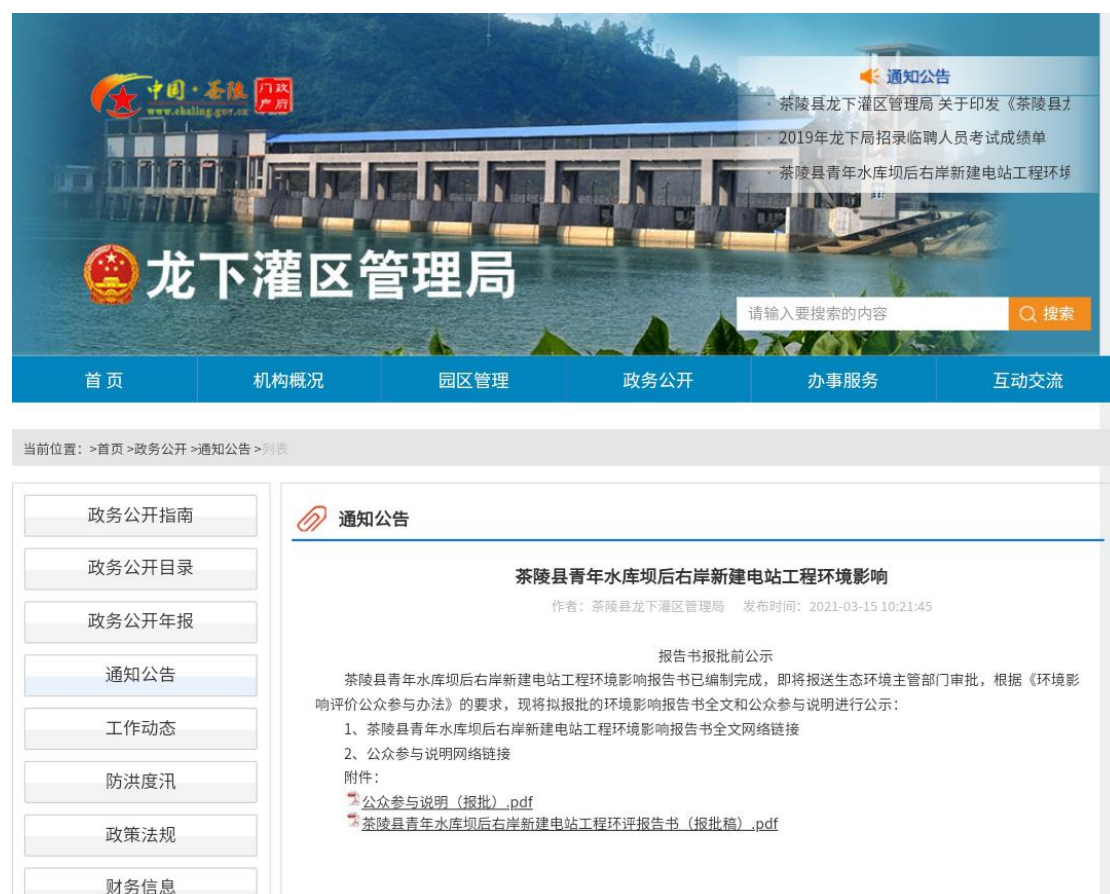 中国·茶陵
门户
政府
www.chaling.gov.cn
通知公告
· 茶陵县龙下灌区管理局 关于印发《茶陵县
· 2019年龙下局招录临聘人员考试成绩单
· 茶陵县青年水库坝后右岸新建电站工程环境
龙下灌区管理局
请输入要搜索的内容
搜索
首 页
机构概况
园区管理
政务公开
办事服务
互动交流
当前位置：>首页 >政务公开 >通知公告 >列表
政务公开指南
政务公开目录
政务公开年报
通知公告
工作动态
防洪度汛
政策法规
财务信息
通知公告
茶陵县青年水库坝后右岸新建电站工程环境影响
作者：茶陵县龙下灌区管理局 发布时间：2021-03-15 10:21:45
报告书报批前公示
茶陵县青年水库坝后右岸新建电站工程环境影响报告书已编制完成，即将报送生态环境主管部门审批，根据《环境影
响评价公众参与办法》的要求，现将拟报批的环境影响报告书全文和公众参与说明进行公示：
1、茶陵县青年水库坝后右岸新建电站工程环境影响报告书全文网络链接
2、公众参与说明网络链接
附件：
公众参与说明（报批）.pdf
茶陵县青年水库坝后右岸新建电站工程环评报告书（报批稿）.pdf